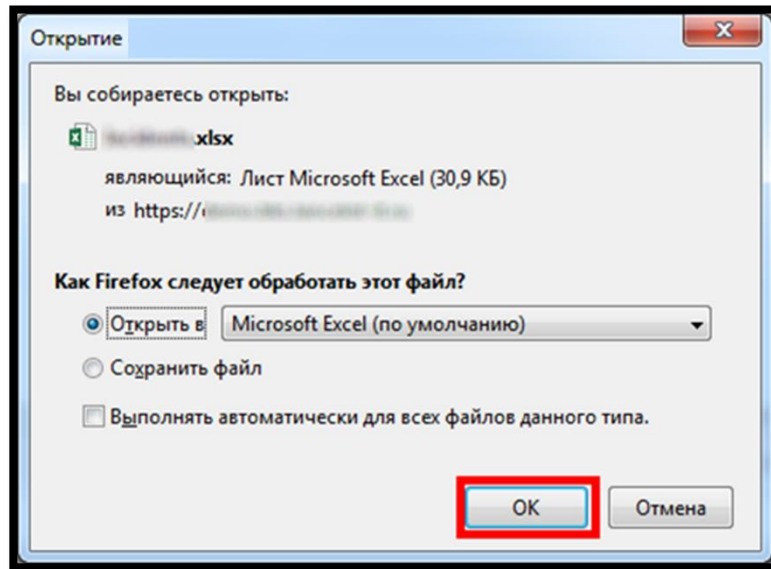 Открытие
Вы собираетесь открыть:
.xlsx
являющийся: Лист Microsoft Excel (30,9 КБ)
из https://
Как Firefox следует обработать этот файл?
Открыть в Microsoft Excel (по умолчанию)
Сохранить файл
Выполнять автоматически для всех файлов данного типа.
ОК Отмена